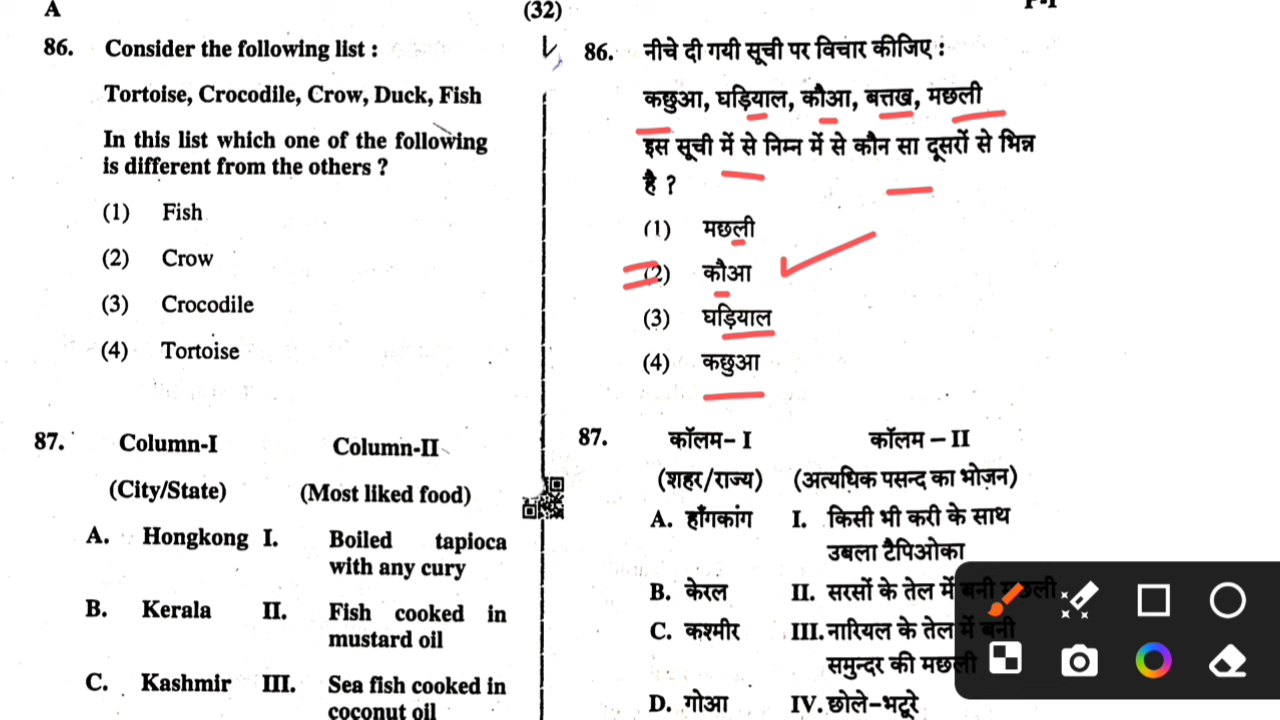 A
(32)
86. Consider the following list :
Tortoise, Crocodile, Crow, Duck, Fish
In this list which one of the following
is different from the others ?
(1) Fish
(2) Crow
(3) Crocodile
(4) Tortoise
87. Column-I Column-II
(City/State) (Most liked food)
A. Hongkong I. Boiled tapioca
with any cury
B. Kerala II. Fish cooked in
mustard oil
C. Kashmir III. Sea fish cooked in
coconut oil
86. नीचे दी गयी सूची पर विचार कीजिए :
कछुआ, घड़ियाल, कौआ, बत्तख, मछली
इस सूची में से निम्न में से कौन सा दूसरों से भिन्न
है ?
(1) मछली
(2) कौआ
(3) घड़ियाल
(4) कछुआ
87. कॉलम- I कॉलम – II
(शहर/राज्य) (अत्यधिक पसन्द का भोजन)
A. हाँगकांग I. किसी भी करी के साथ
उबला टैपिओका
B. केरल II. सरसों के तेल में बनी मछली
C. कश्मीर III. नारियल के तेल में बनी
समुन्दर की मछली
D. गोआ IV. छोले-भटूरे